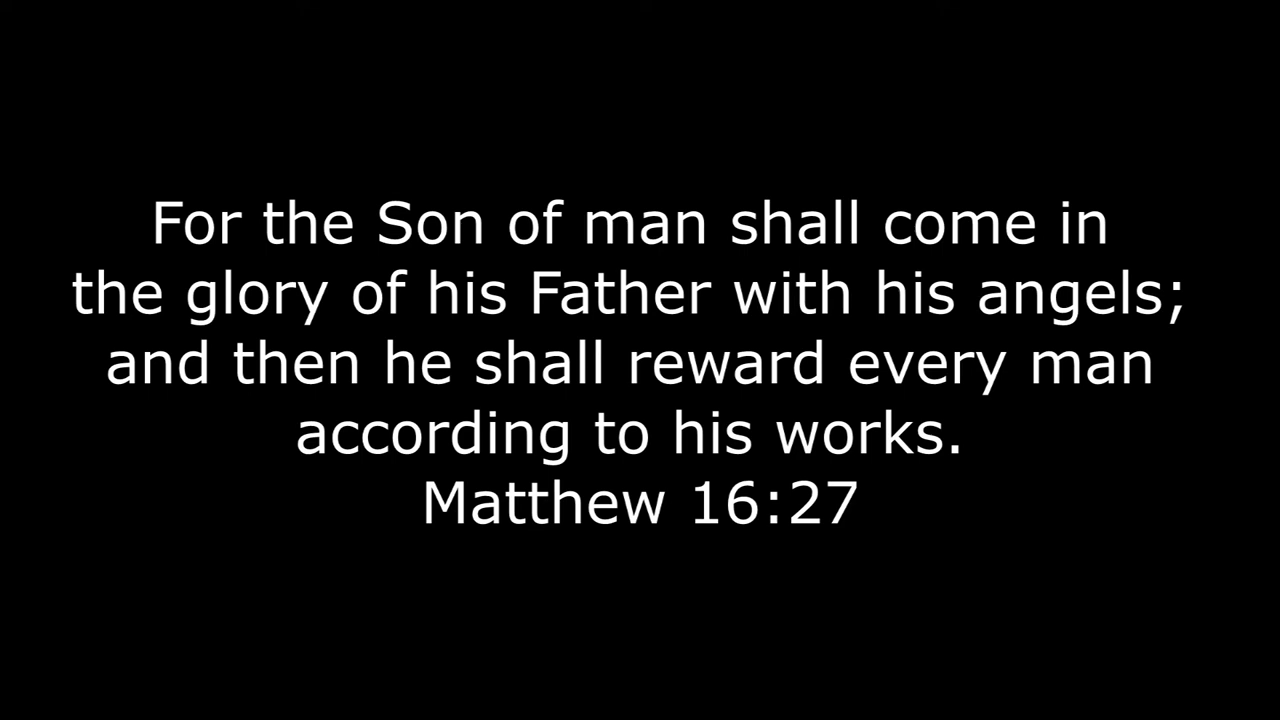 For the Son of man shall come in
the glory of his Father with his angels;
and then he shall reward every man
according to his works.
Matthew 16:27